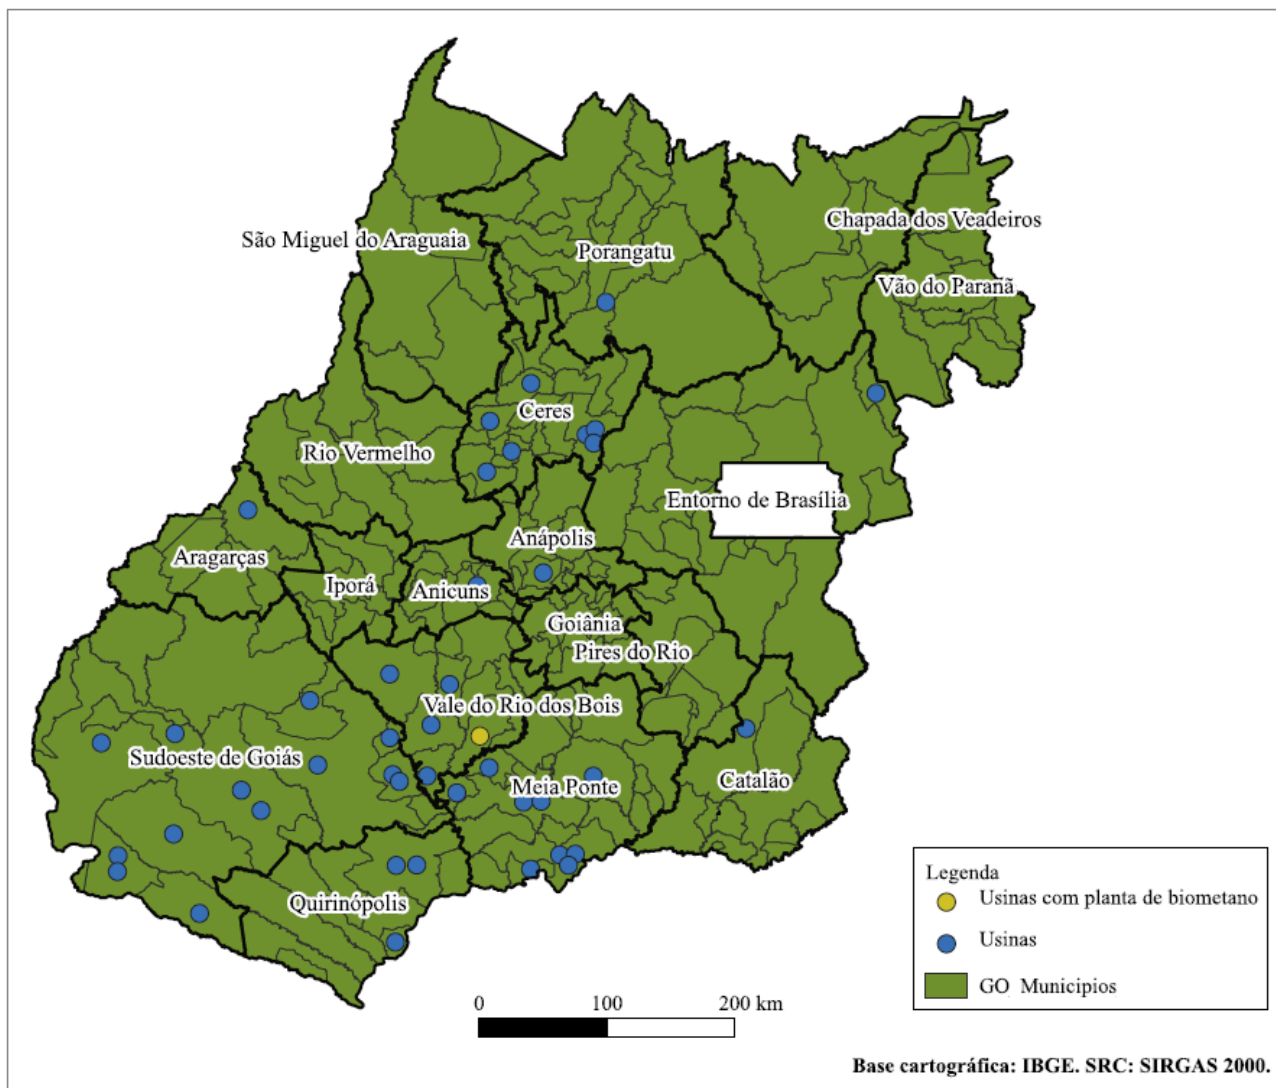 São Miguel do Araguaia
Porangatu
Chapada dos Veadeiros
Vão do Paranã
Ceres
Rio Vermelho
Entorno de Brasília
Anápolis
Aragarças
Iporá
Anicuns
Goiânia
Pires do Rio
Vale do Rio dos Bois
Sudoeste de Goiás
Meia Ponte
Catalão
Quirinópolis
Legenda
Usinas com planta de biometano
Usinas
GO Municipios
0 100 200 km
Base cartográfica: IBGE. SRC: SIRGAS 2000.